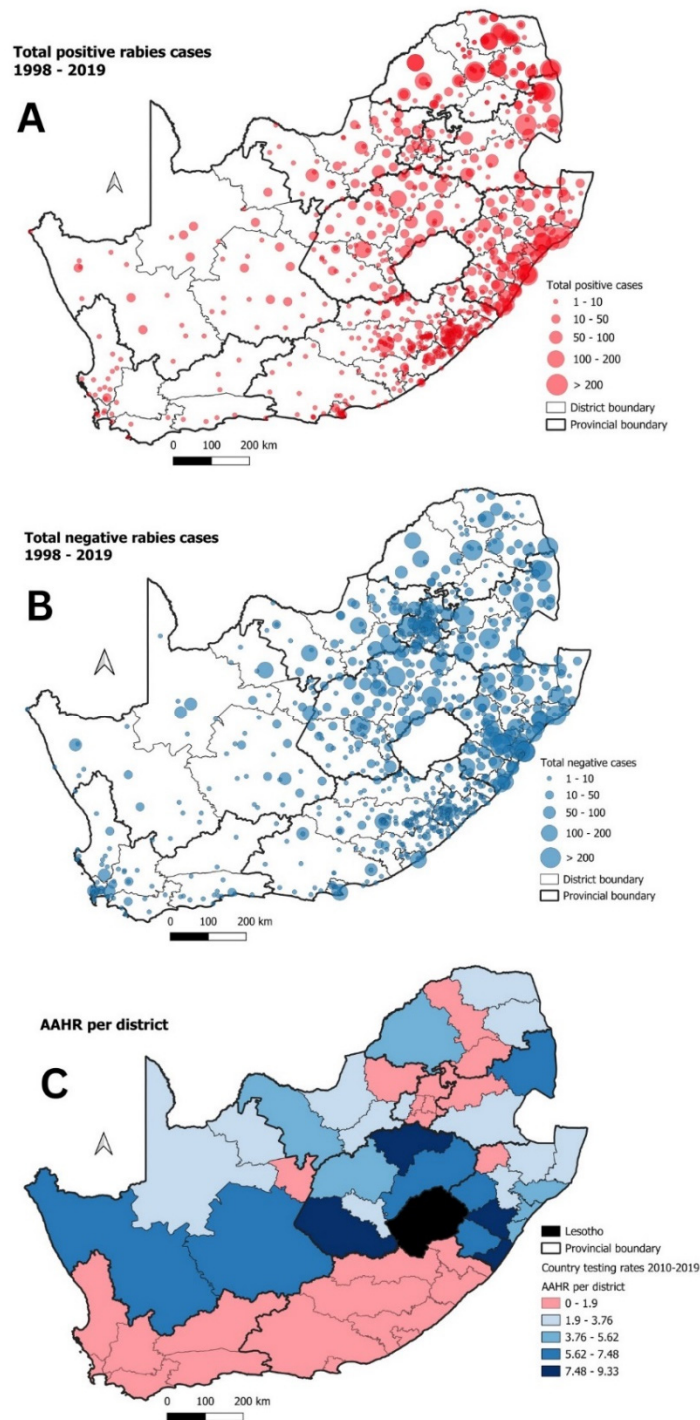 Total positive rabies cases
1998 - 2019
A
Total positive cases
1 - 10
10 - 50
50 - 100
100 - 200
> 200
District boundary
Provincial boundary
0 100 200 km
Total negative rabies cases
1998 - 2019
B
Total negative cases
1 - 10
10 - 50
50 - 100
100 - 200
> 200
District boundary
Provincial boundary
0 100 200 km
AAHR per district
C
Lesotho
Provincial boundary
Country testing rates 2010-2019
AAHR per district
0 - 1.9
1.9 - 3.76
3.76 - 5.62
5.62 - 7.48
7.48 - 9.33
0 100 200 km